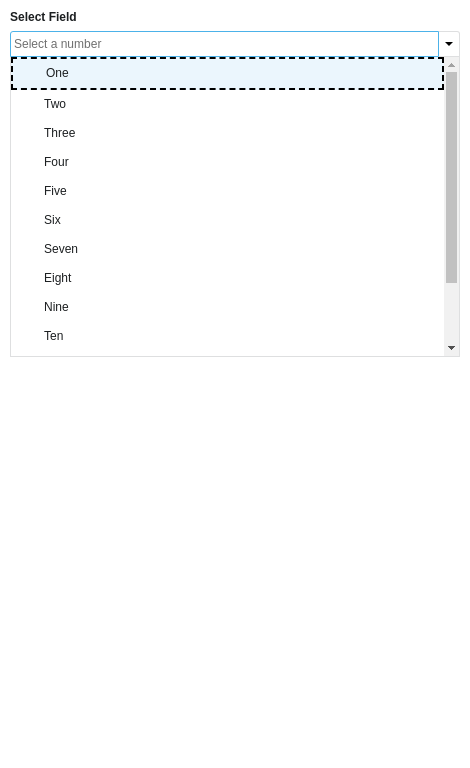 Select Field
Select a number
One
Two
Three
Four
Five
Six
Seven
Eight
Nine
Ten